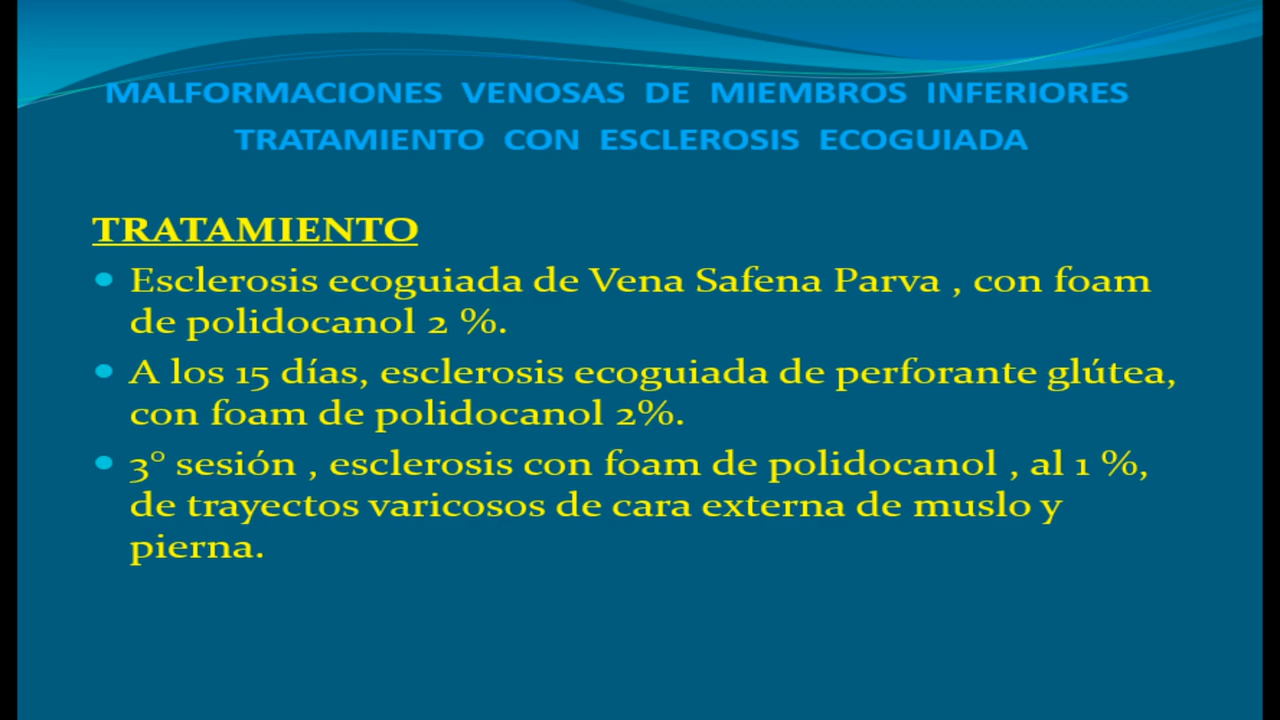 MALFORMACIONES VENOSAS DE MIEMBROS INFERIORES
TRATAMIENTO CON ESCLEROSIS ECOGUIADA
TRATAMIENTO
Esclerosis ecoguiada de Vena Safena Parva , con foam
de polidocanol 2 %.
A los 15 días, esclerosis ecoguiada de perforante glútea,
con foam de polidocanol 2%.
3° sesión , esclerosis con foam de polidocanol , al 1 %,
de trayectos varicosos de cara externa de muslo y
pierna.